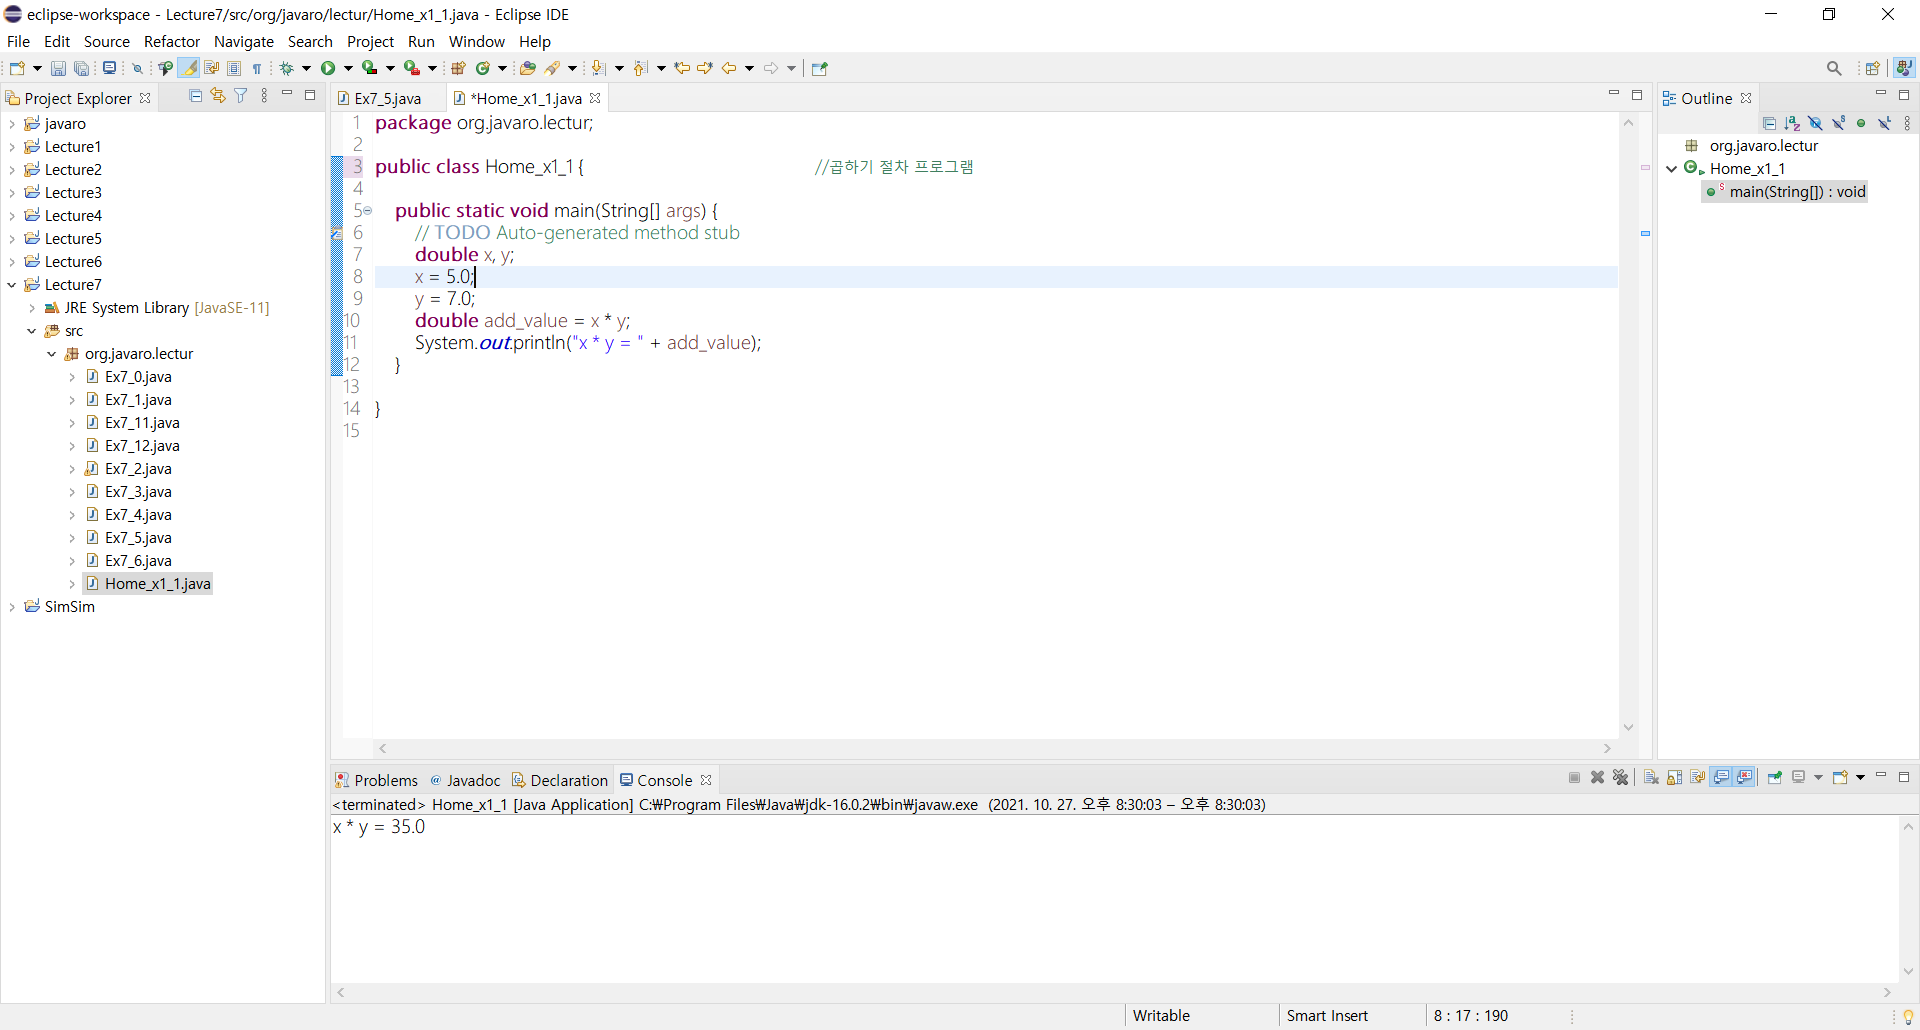 eclipse-workspace - Lecture7/src/org/javaro/lectur/Home_x1_1.java - Eclipse IDE
File Edit Source Refactor Navigate Search Project Run Window Help
Project Explorer
javaro
Lecture1
Lecture2
Lecture3
Lecture4
Lecture5
Lecture6
Lecture7
JRE System Library [JavaSE-11]
src
org.javaro.lectur
Ex7_0.java
Ex7_1.java
Ex7_11.java
Ex7_12.java
Ex7_2.java
Ex7_3.java
Ex7_4.java
Ex7_5.java
Ex7_6.java
Home_x1_1.java
SimSim
Ex7_5.java *Home_x1_1.java
1 package org.javaro.lectur;
2
3 public class Home_x1_1 { //곱하기 절차 프로그램
4
5 public static void main(String[] args) {
6 // TODO Auto-generated method stub
7 double x, y;
8 x = 5.0;
9 y = 7.0;
10 double add_value = x * y;
11 System.out.println("x * y = " + add_value);
12 }
13
14 }
15
Outline
org.javaro.lectur
Home_x1_1
main(String[]) : void
Problems @ Javadoc Declaration Console
<terminated> Home_x1_1 [Java Application] C:₩Program Files₩Java₩jdk-16.0.2₩bin₩javaw.exe (2021. 10. 27. 오후 8:30:03 – 오후 8:30:03)
x * y = 35.0
Writable Smart Insert 8 : 17 : 190